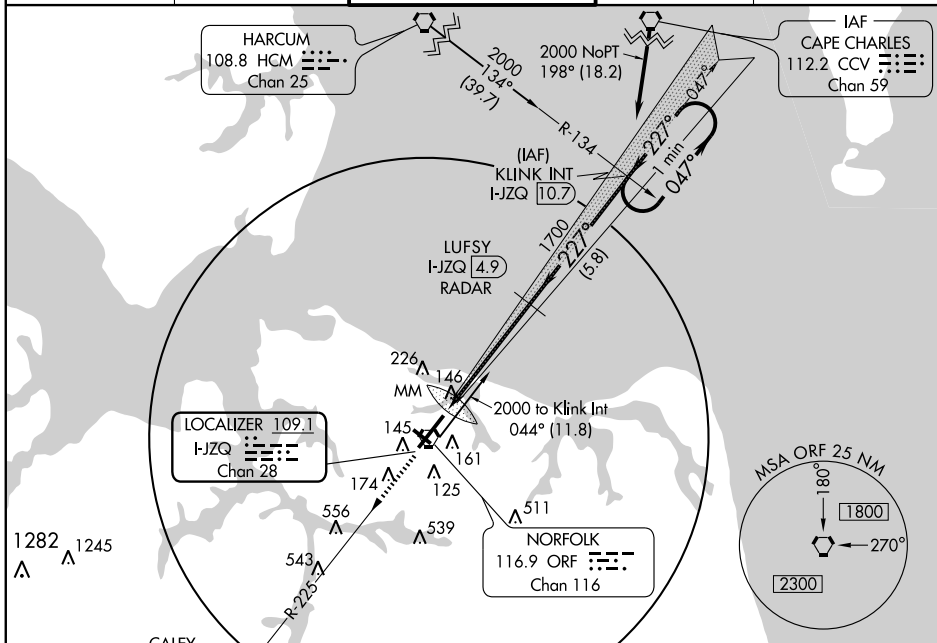 HARCUM
108.8 HCM
Chan 25
2000
134°
(39.7)
R-134
2000 NoPT
198° (18.2)
IAF
CAPE CHARLES
112.2 CCV
Chan 59
047°
227°
1 min
047°
(IAF)
KLINK INT
I-JZQ 10.7
1700
227°
(5.8)
LUFSY
I-JZQ 4.9
RADAR
226
146
MM
2000 to Klink Int
044° (11.8)
LOCALIZER 109.1
I-JZQ
Chan 28
145
161
174
125
556
539
511
543
1282
1245
R-225
NORFOLK
116.9 ORF
Chan 116
MSA ORF 25 NM
180°
1800
270°
2300